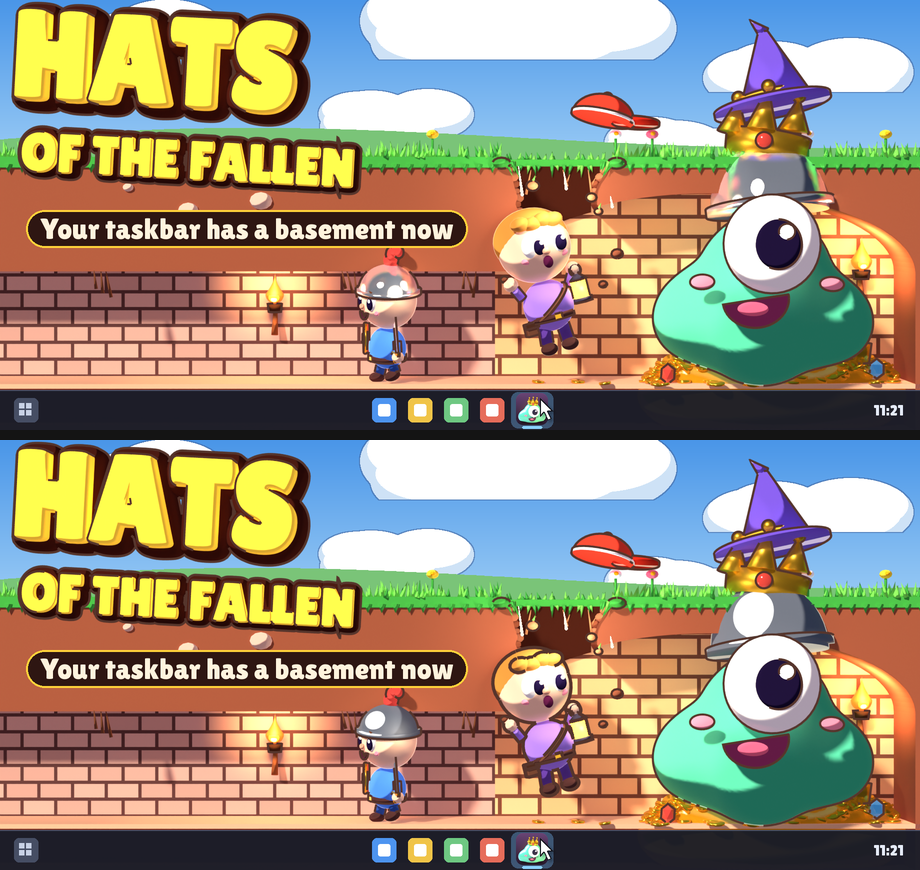 HATS
OF THE FALLEN
Your taskbar has a basement now
11:21
HATS
OF THE FALLEN
Your taskbar has a basement now
11:21